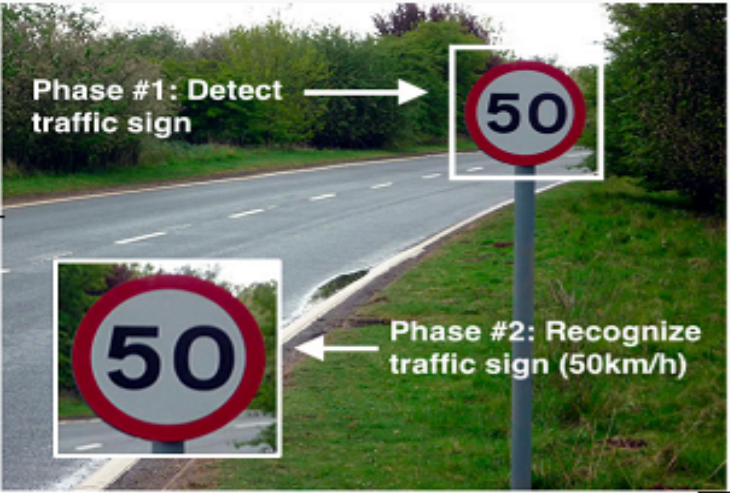 Phase #1: Detect
traffic sign
50
50
Phase #2: Recognize
traffic sign (50km/h)